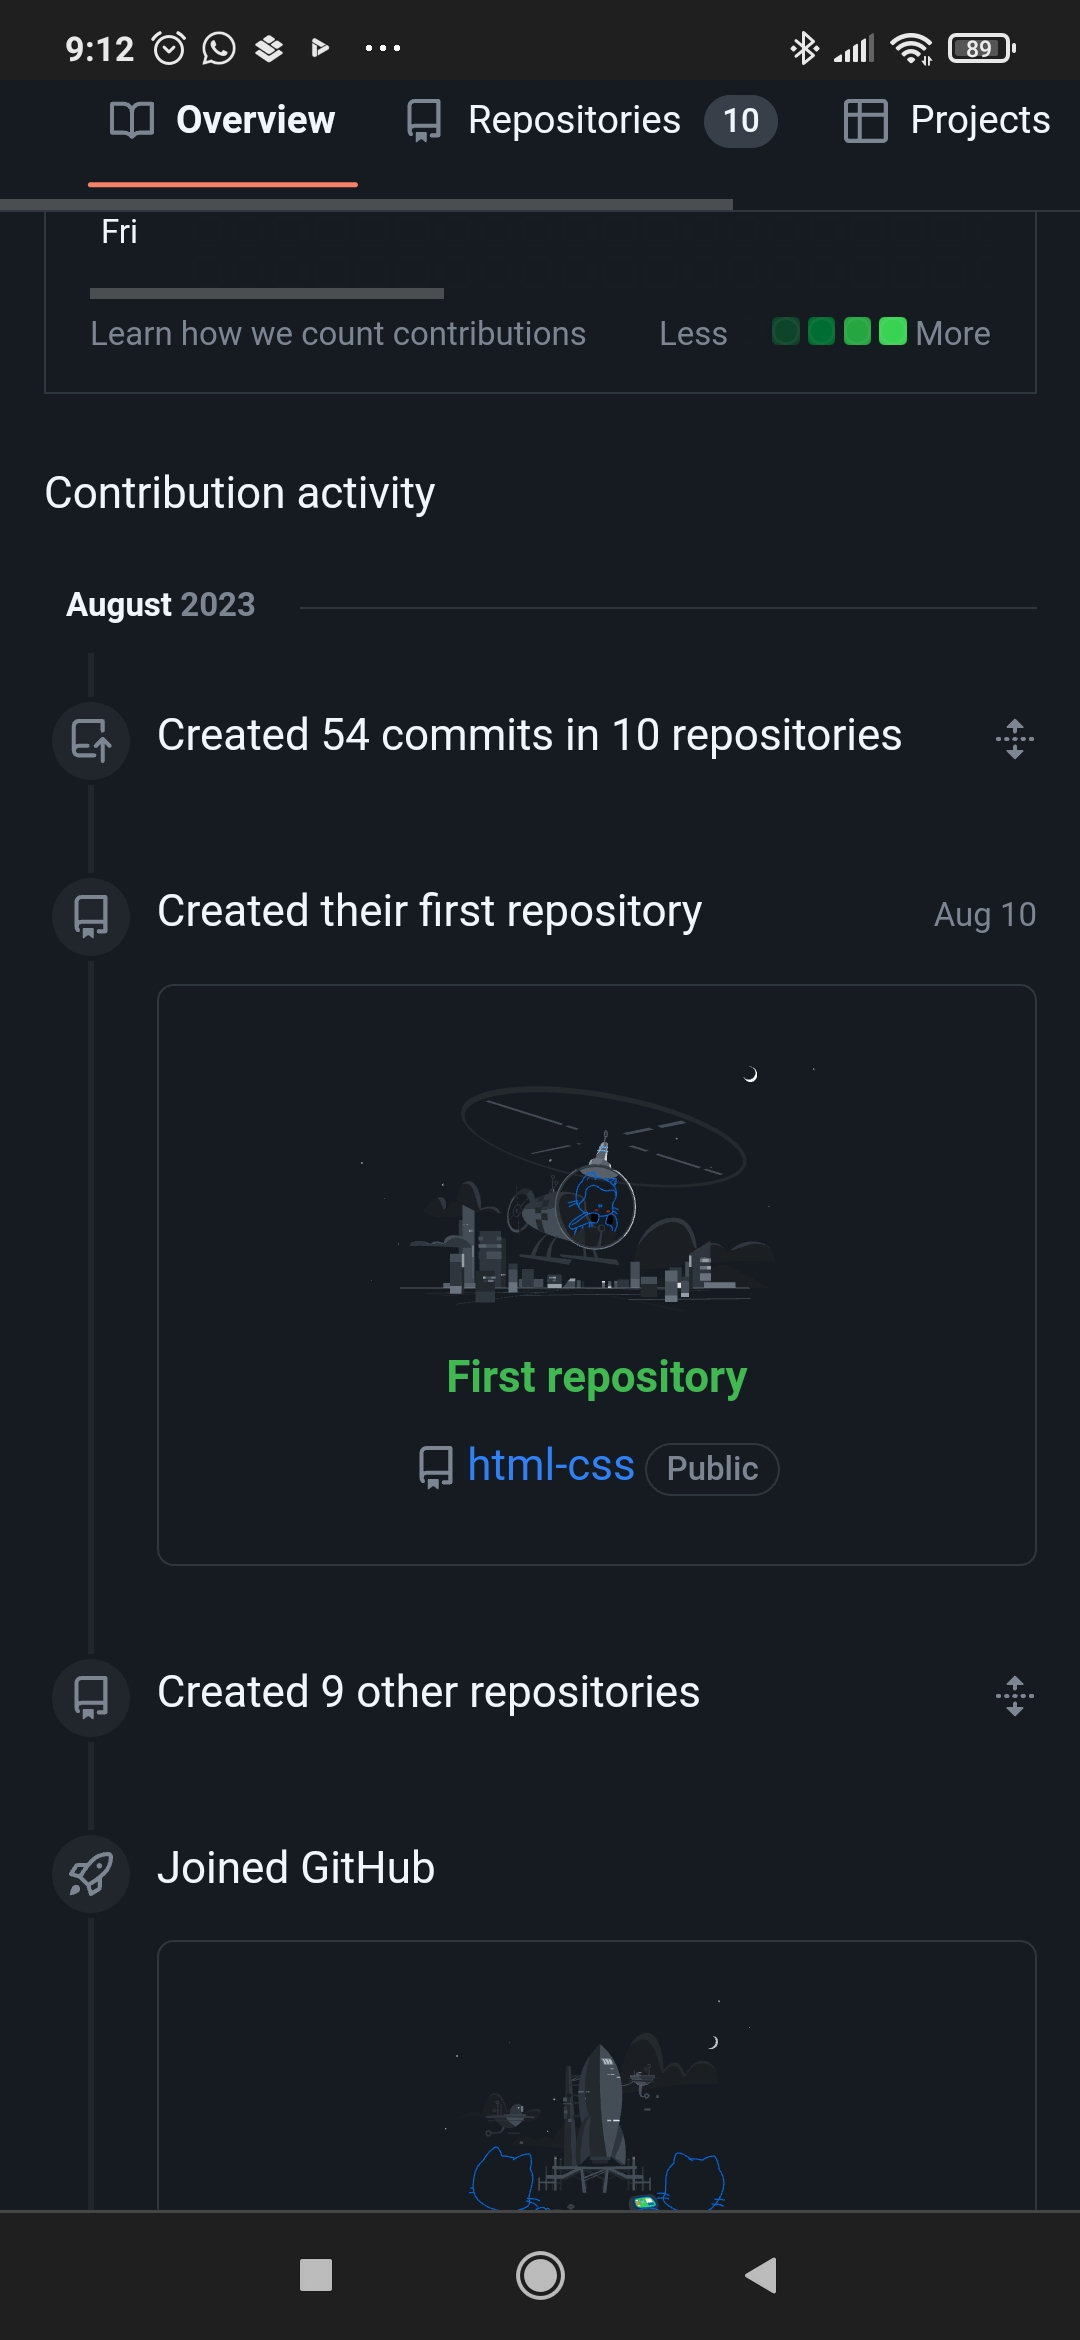 9:12 89
Overview Repositories 10 Projects
Fri
Learn how we count contributions Less More
Contribution activity
August 2023
Created 54 commits in 10 repositories
Created their first repository Aug 10
First repository
html-css Public
Created 9 other repositories
Joined GitHub